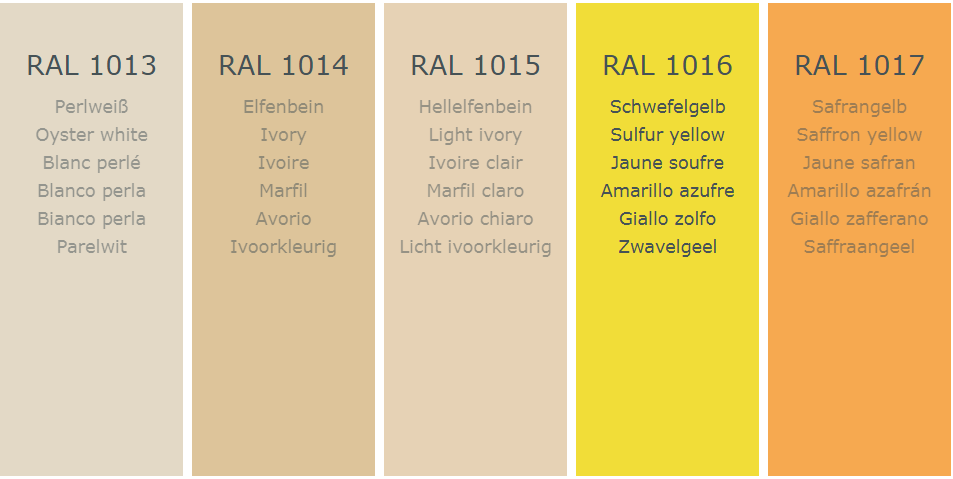 RAL 1013
Perlweiß
Oyster white
Blanc perlé
Blanco perla
Bianco perla
Parelwit
RAL 1014
Elfenbein
Ivory
Ivoire
Marfil
Avorio
Ivoorkleurig
RAL 1015
Hellelfenbein
Light ivory
Ivoire clair
Marfil claro
Avorio chiaro
Licht ivoorkleurig
RAL 1016
Schwefelgelb
Sulfur yellow
Jaune soufre
Amarillo azufre
Giallo zolfo
Zwavelgeel
RAL 1017
Safrangelb
Saffron yellow
Jaune safran
Amarillo azafrán
Giallo zafferano
Saffraangeel